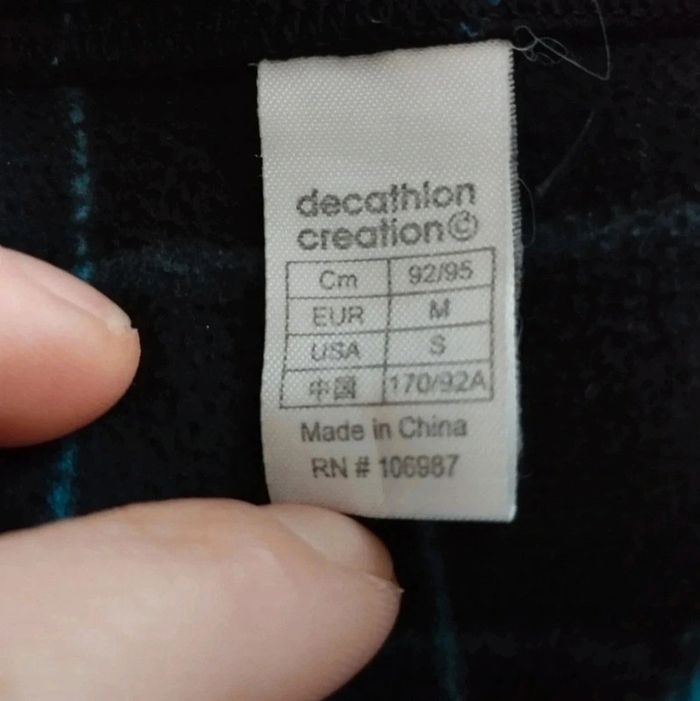 decathlon
creation©
Cm 92/95
EUR M
USA S
中国 170/92A
Made in China
RN # 106987